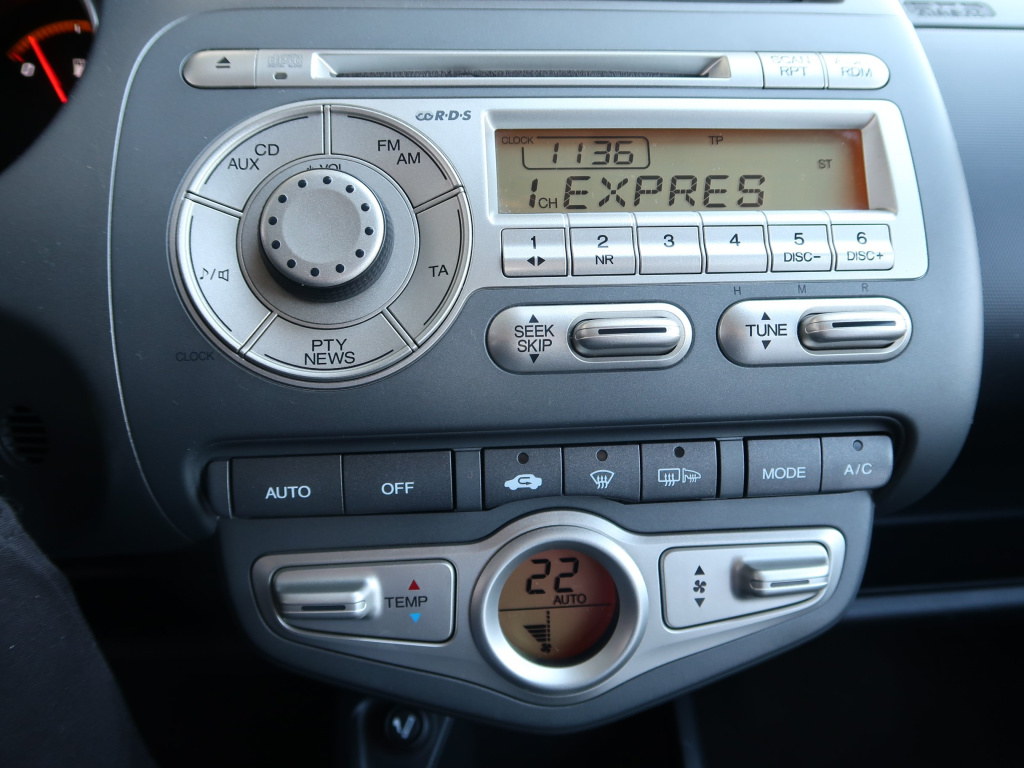 SCAN
RPT
RDM
RDS
CD
AUX
FM
AM
VOL
TA
PTY
NEWS
CLOCK
CLOCK
1136
TP
ST
1CH EXPRES
1
2
NR
3
4
5
DISC-
6
DISC+
H
M
R
SEEK
SKIP
TUNE
AUTO
OFF
MODE
A/C
TEMP
22
AUTO